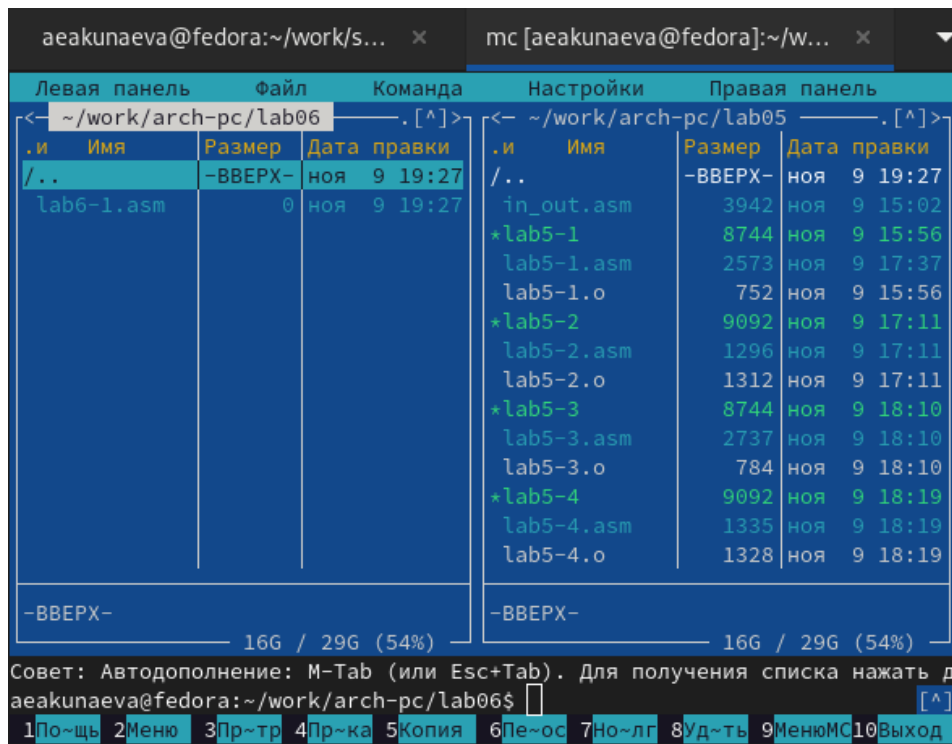 aeakunaeva@fedora:~/work/s... × mc [aeakunaeva@fedora]:~/w... ×
Левая панель Файл Команда Настройки Правая панель
<- ~/work/arch-pc/lab06 .[^]> <- ~/work/arch-pc/lab05 .[^]>
.и Имя Размер Дата правки .и Имя Размер Дата правки
/.. -ВВЕРХ- ноя 9 19:27 /.. -ВВЕРХ- ноя 9 19:27
lab6-1.asm 0 ноя 9 19:27 in_out.asm 3942 ноя 9 15:02
*lab5-1 8744 ноя 9 15:56
lab5-1.asm 2573 ноя 9 17:37
lab5-1.o 752 ноя 9 15:56
*lab5-2 9092 ноя 9 17:11
lab5-2.asm 1296 ноя 9 17:11
lab5-2.o 1312 ноя 9 17:11
*lab5-3 8744 ноя 9 18:10
lab5-3.asm 2737 ноя 9 18:10
lab5-3.o 784 ноя 9 18:10
*lab5-4 9092 ноя 9 18:19
lab5-4.asm 1335 ноя 9 18:19
lab5-4.o 1328 ноя 9 18:19
-ВВЕРХ- -ВВЕРХ-
16G / 29G (54%) 16G / 29G (54%)
Совет: Автодополнение: M-Tab (или Esc+Tab). Для получения списка нажать д
aeakunaeva@fedora:~/work/arch-pc/lab06$ [^]
1По~щь 2Меню 3Пр~тр 4Пр~ка 5Копия 6Пе~ос 7Но~лг 8Уд~ть 9МенюMC10Выход